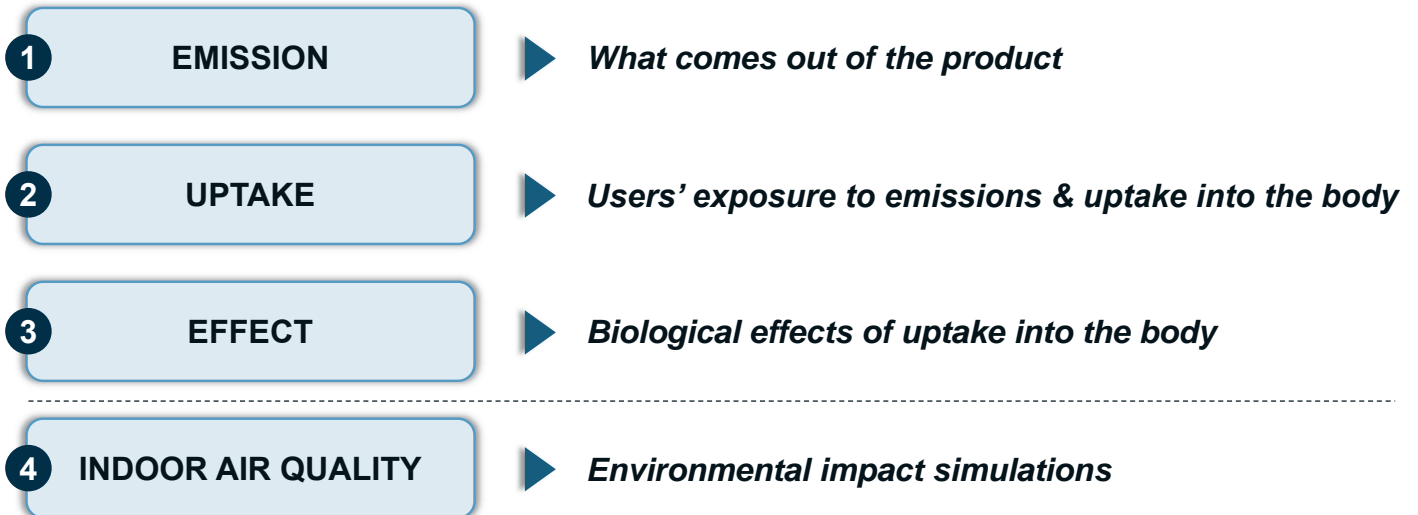 1 EMISSION What comes out of the product
2 UPTAKE Users’ exposure to emissions & uptake into the body
3 EFFECT Biological effects of uptake into the body
4 INDOOR AIR QUALITY Environmental impact simulations